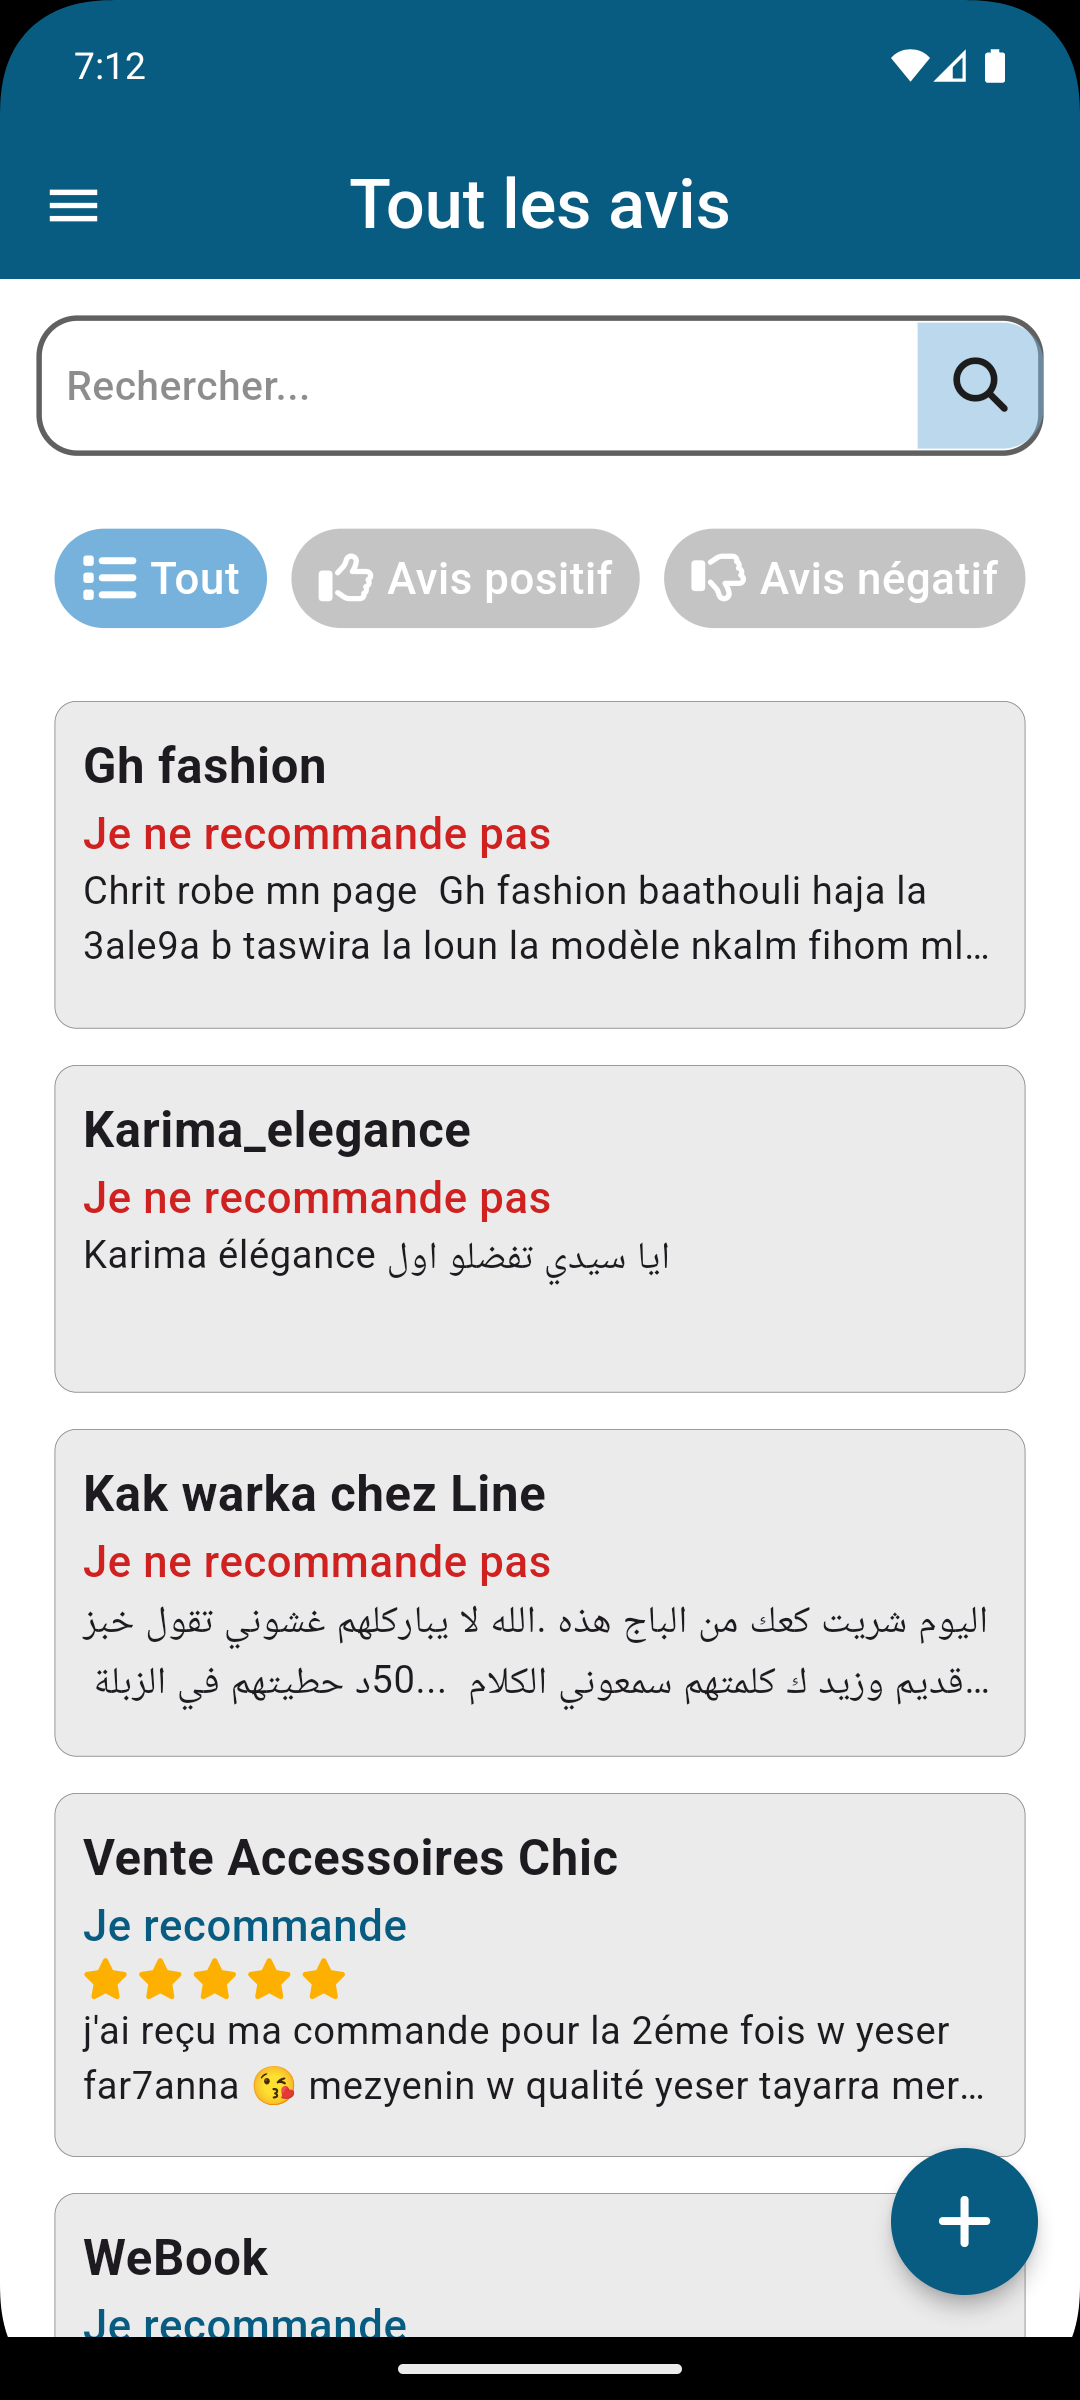 7:12
Tout les avis
Rechercher...
Tout
Avis positif
Avis négatif
Gh fashion
Je ne recommande pas
Chrit robe mn page  Gh fashion baathouli haja la
3ale9a b taswira la loun la modèle nkalm fihom ml...
Karima_elegance
Je ne recommande pas
Karima élégance ايا سيدي تفضلو اول
Kak warka chez Line
Je ne recommande pas
اليوم شريت كعك من الباج هذه .الله لا يباركلهم غشوني تقول خبز
قديم وزيد ك كلمتهم سمعوني الكلام  ...50د حطيتهم في الزبلة...
Vente Accessoires Chic
Je recommande
j'ai reçu ma commande pour la 2éme fois w yeser
far7anna 😘 mezyenin w qualité yeser tayarra mer...
WeBook
Je recommande